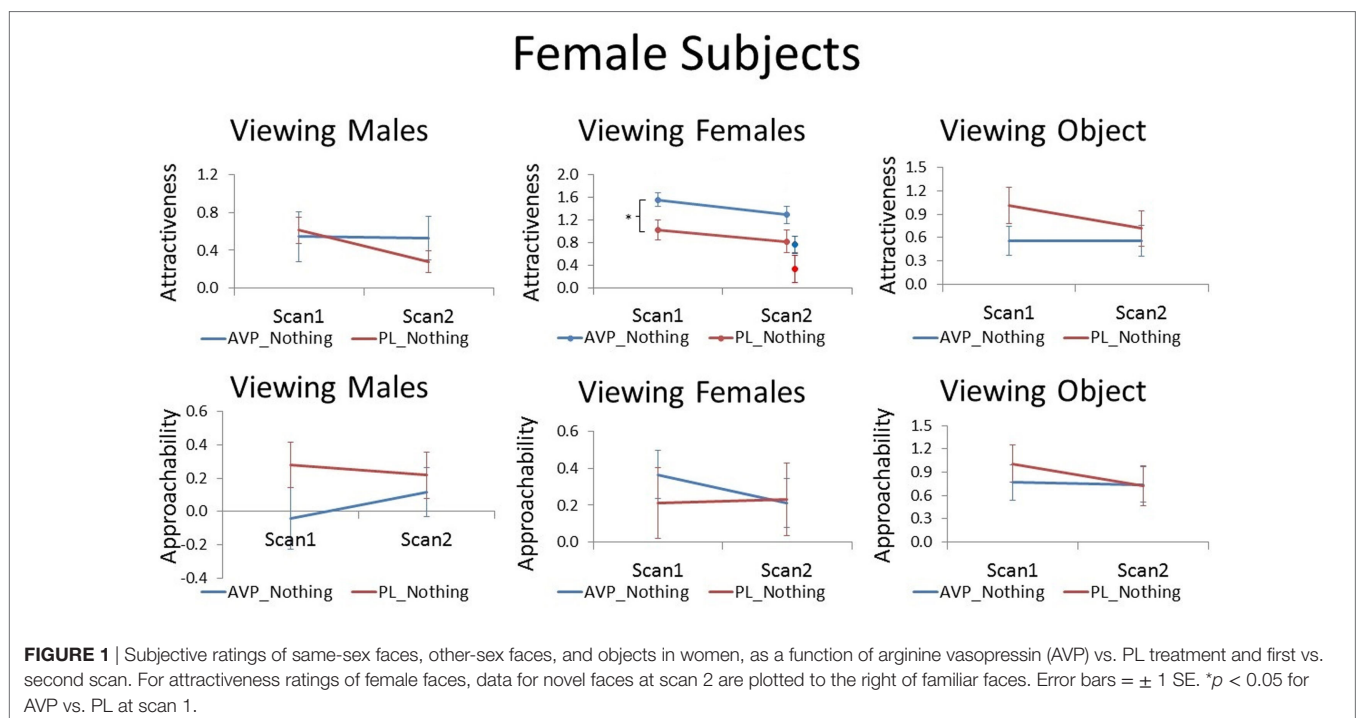 Female Subjects
Viewing Males
Attractiveness
1.2
0.8
0.4
0.0
Scan1 Scan2
AVP_Nothing PL_Nothing
Viewing Females
Attractiveness
2.0
1.6
1.2
0.8
0.4
0.0
*
Scan1 Scan2
AVP_Nothing PL_Nothing
Viewing Object
Attractiveness
1.5
1.2
0.9
0.6
0.3
0.0
Scan1 Scan2
AVP_Nothing PL_Nothing
Viewing Males
Approachability
0.6
0.4
0.2
0.0
-0.2
-0.4
Scan1 Scan2
AVP_Nothing PL_Nothing
Viewing Females
Approachability
0.6
0.4
0.2
0.0
Scan1 Scan2
AVP_Nothing PL_Nothing
Viewing Object
Approachability
1.5
1.2
0.9
0.6
0.3
0.0
Scan1 Scan2
AVP_Nothing PL_Nothing
FIGURE 1 | Subjective ratings of same-sex faces, other-sex faces, and objects in women, as a function of arginine vasopressin (AVP) vs. PL treatment and first vs.
second scan. For attractiveness ratings of female faces, data for novel faces at scan 2 are plotted to the right of familiar faces. Error bars = ± 1 SE. *p < 0.05 for
AVP vs. PL at scan 1.